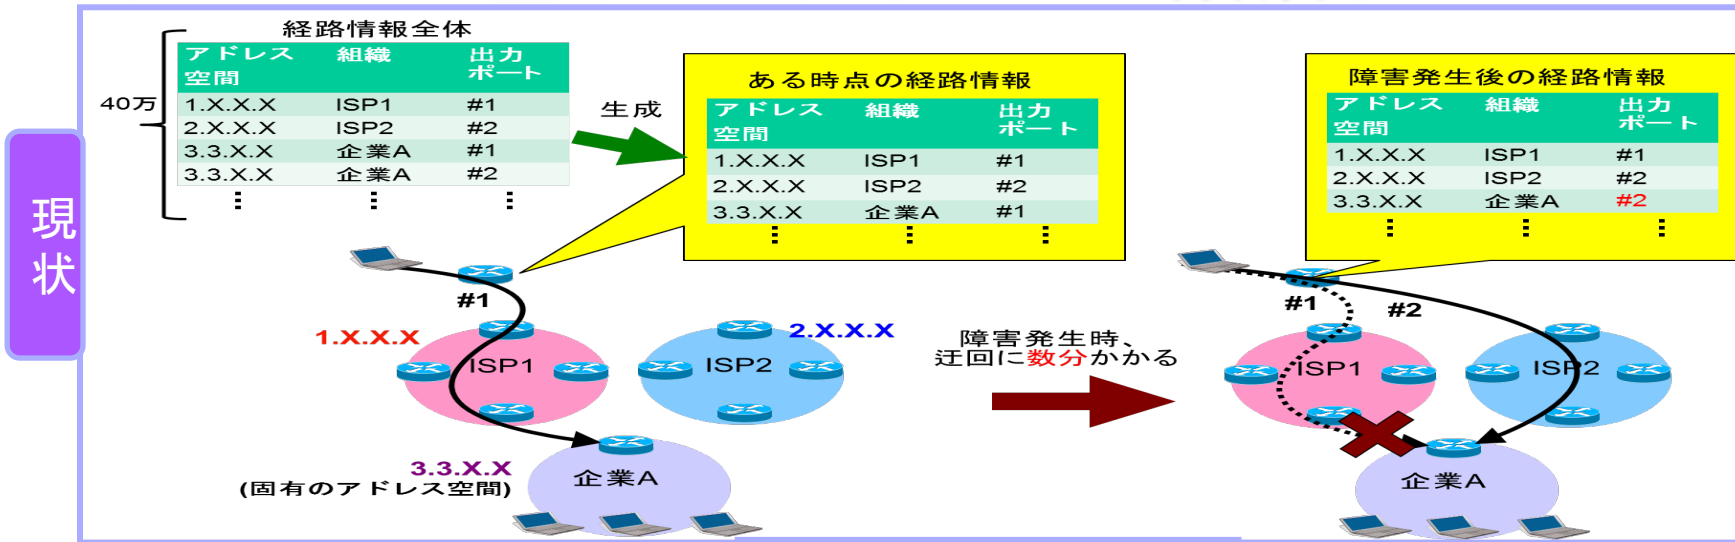 現
状
経路情報全体
アドレス
空間
組織
出力
ポート
40万
1.X.X.X ISP1 #1
2.X.X.X ISP2 #2
3.3.X.X 企業A #1
3.3.X.X 企業A #2
生成
ある時点の経路情報
アドレス
空間
組織
出力
ポート
1.X.X.X ISP1 #1
2.X.X.X ISP2 #2
3.3.X.X 企業A #1
障害発生後の経路情報
アドレス
空間
組織
出力
ポート
1.X.X.X ISP1 #1
2.X.X.X ISP2 #2
3.3.X.X 企業A #2
#1
1.X.X.X
ISP1
2.X.X.X
ISP2
3.3.X.X
(固有のアドレス空間)
企業A
障害発生時、
迂回に数分かかる
#1
#2
ISP1
ISP2
企業A